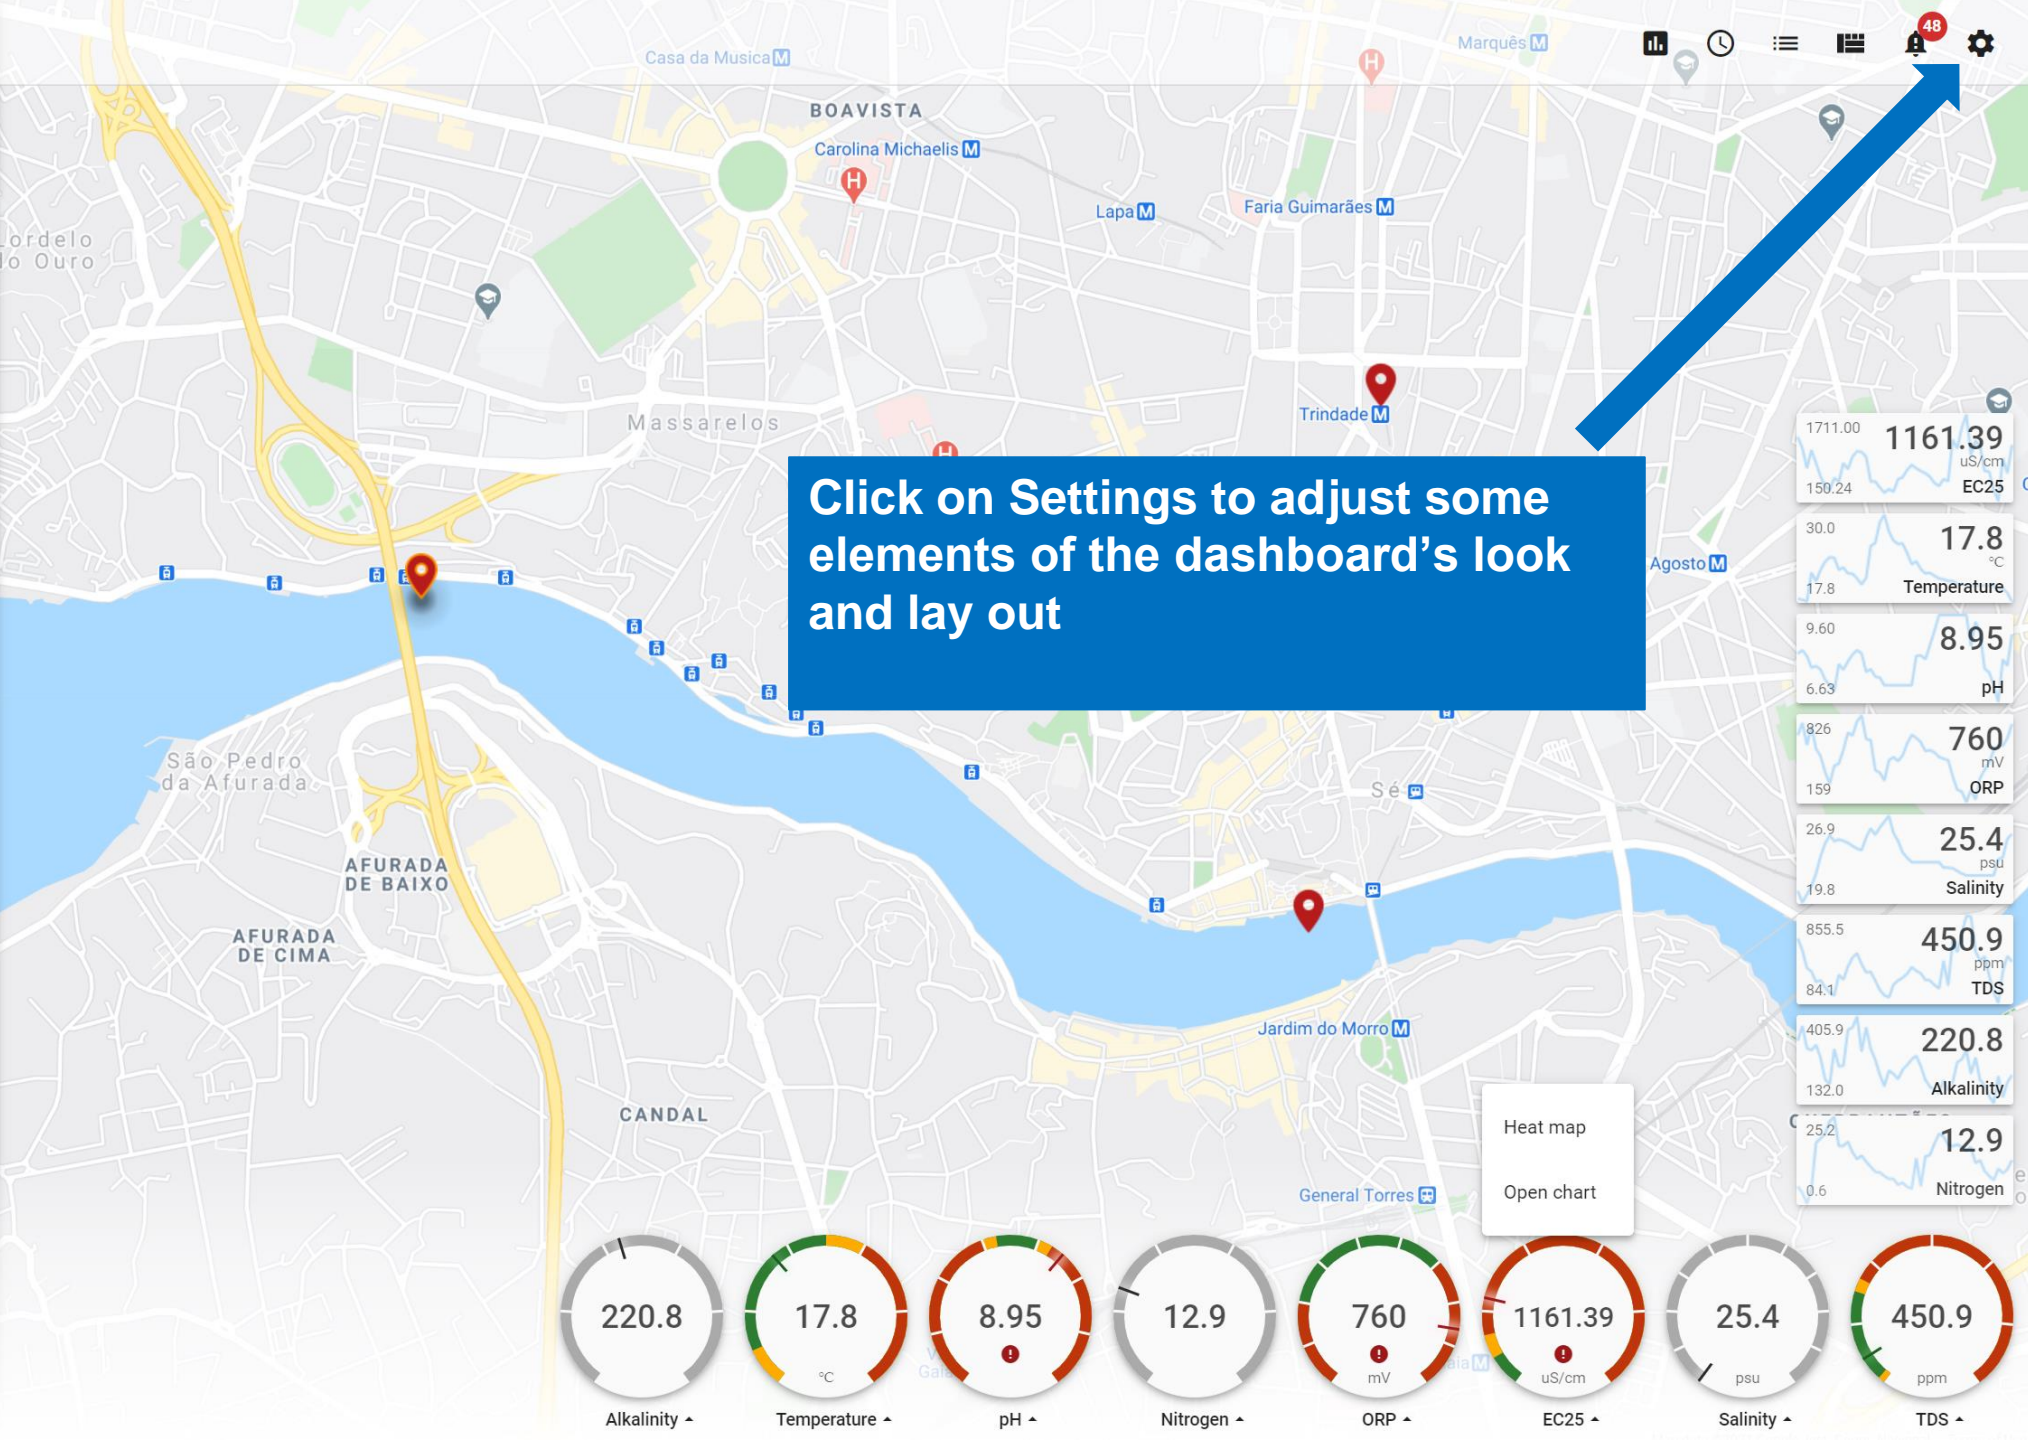 48
Casa da Musica M
Marquês M
BOAVISTA
Carolina Michaelis M
H
H
Lapa M
Faria Guimarães M
Lordelo
do Ouro
Massarelos
H
Trindade M
Click on Settings to adjust some
elements of the dashboard’s look
and lay out
Agosto M
1711.00
1161.39
uS/cm
150.24
EC25
30.0
17.8
°C
17.8
Temperature
9.60
8.95
6.63
pH
826
760
mV
159
ORP
26.9
25.4
psu
19.8
Salinity
855.5
450.9
ppm
84.1
TDS
405.9
220.8
132.0
Alkalinity
25.2
12.9
0.6
Nitrogen
São Pedro
da Afurada
Sé
AFURADA
DE BAIXO
AFURADA
DE CIMA
Jardim do Morro M
CANDAL
Heat map
Open chart
General Torres
220.8
Alkalinity
17.8
°C
Temperature
8.95
pH
12.9
Nitrogen
760
mV
ORP
1161.39
uS/cm
EC25
25.4
psu
Salinity
450.9
ppm
TDS